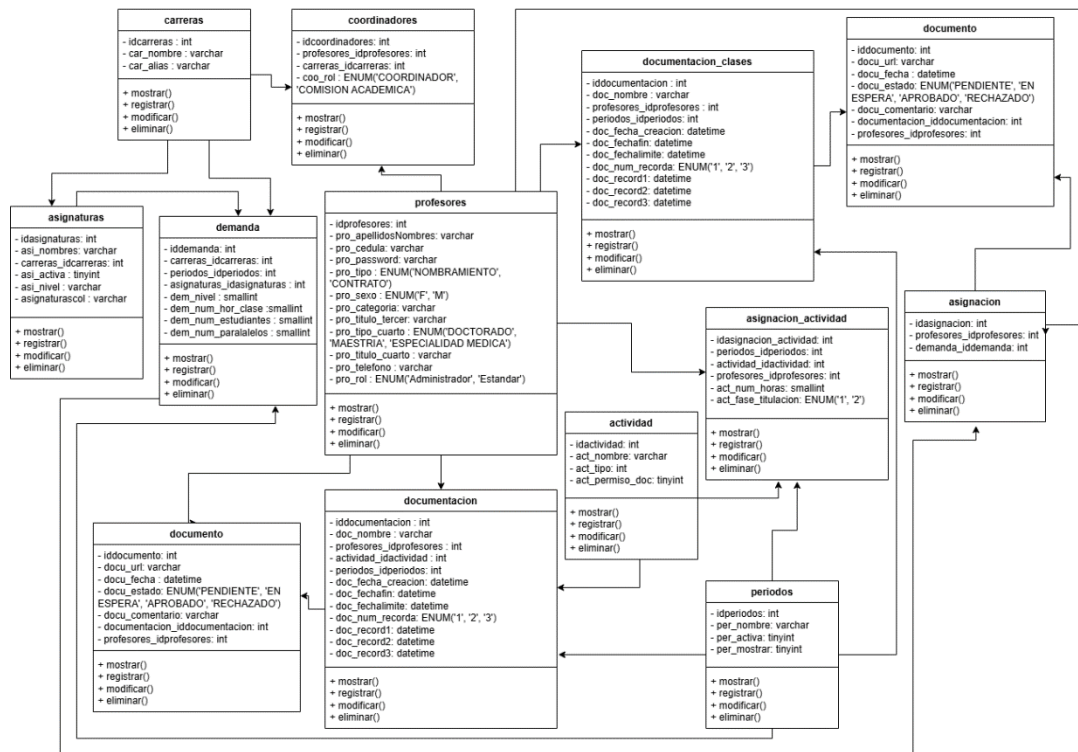 carreras
- idcarreras : int
- car_nombre : varchar
- car_alias : varchar
+ mostrar()
+ registrar()
+ modificar()
+ eliminar()
coordinadores
- idcoordinadores: int
- profesores_idprofesores: int
- carreras_idcarreras: int
- coo_rol : ENUM('COORDINADOR',
'COMISION ACADEMICA')
+ mostrar()
+ registrar()
+ modificar()
+ eliminar()
documentacion_clases
- iddocumentacion : int
- doc_nombre : varchar
- profesores_idprofesores : int
- periodos_idperiodos: int
- doc_fecha_creacion: datetime
- doc_fechafin: datetime
- doc_fechalimite: datetime
- doc_num_recorda: ENUM('1', '2', '3')
- doc_record1: datetime
- doc_record2: datetime
- doc_record3: datetime
+ mostrar()
+ registrar()
+ modificar()
+ eliminar()
documento
- iddocumento: int
- docu_url: varchar
- docu_fecha : datetime
- docu_estado: ENUM('PENDIENTE', 'EN
ESPERA', 'APROBADO', 'RECHAZADO')
- docu_comentario: varchar
- documentacion_iddocumentacion: int
- profesores_idprofesores: int
+ mostrar()
+ registrar()
+ modificar()
+ eliminar()
asignaturas
- idasignaturas: int
- asi_nombres: varchar
- carreras_idcarreras: int
- asi_activa : tinyint
- asi_nivel : varchar
- asignaturascol : varchar
+ mostrar()
+ registrar()
+ modificar()
+ eliminar()
demanda
- iddemanda: int
- carreras_idcarreras: int
- periodos_idperiodos: int
- asignaturas_idasignaturas : int
- dem_nivel : smallint
- dem_num_hor_clase :smallint
- dem_num_estudiantes : smallint
- dem_num_paralalelos : smallint
+ mostrar()
+ registrar()
+ modificar()
+ eliminar()
profesores
- idprofesores: int
- pro_apellidosNombres: varchar
- pro_cedula: varchar
- pro_password: varchar
- pro_tipo : ENUM('NOMBRAMIENTO',
'CONTRATO')
- pro_sexo : ENUM('F', 'M')
- pro_categoria: varchar
- pro_titulo_tercer: varchar
- pro_tipo_cuarto : ENUM('DOCTORADO',
'MAESTRIA', 'ESPECIALIDAD MEDICA')
- pro_titulo_cuarto : varchar
- pro_telefono : varchar
- pro_rol : ENUM('Administrador', 'Estandar')
+ mostrar()
+ registrar()
+ modificar()
+ eliminar()
asignacion_actividad
- idasignacion_actividad: int
- periodos_idperiodos: int
- actividad_idactividad: int
- profesores_idprofesores: int
- act_num_horas: smallint
- act_fase_titulacion: ENUM('1', '2')
+ mostrar()
+ registrar()
+ modificar()
+ eliminar()
asignacion
- idasignacion: int
- profesores_idprofesores: int
- demanda_iddemanda: int
+ mostrar()
+ registrar()
+ modificar()
+ eliminar()
actividad
- idactividad: int
- act_nombre: varchar
- act_tipo: int
- act_permiso_doc: tinyint
+ mostrar()
+ registrar()
+ modificar()
+ eliminar()
documento
- iddocumento: int
- docu_url: varchar
- docu_fecha : datetime
- docu_estado: ENUM('PENDIENTE', 'EN
ESPERA', 'APROBADO', 'RECHAZADO')
- docu_comentario: varchar
- documentacion_iddocumentacion: int
- profesores_idprofesores: int
+ mostrar()
+ registrar()
+ modificar()
+ eliminar()
documentacion
- iddocumentacion : int
- doc_nombre : varchar
- profesores_idprofesores : int
- actividad_idactividad : int
- periodos_idperiodos: int
- doc_fecha_creacion: datetime
- doc_fechafin: datetime
- doc_fechalimite: datetime
- doc_num_recorda: ENUM('1', '2', '3')
- doc_record1: datetime
- doc_record2: datetime
- doc_record3: datetime
+ mostrar()
+ registrar()
+ modificar()
+ eliminar()
periodos
- idperiodos: int
- per_nombre: varchar
- per_activa: tinyint
- per_mostrar: tinyint
+ mostrar()
+ registrar()
+ modificar()
+ eliminar()